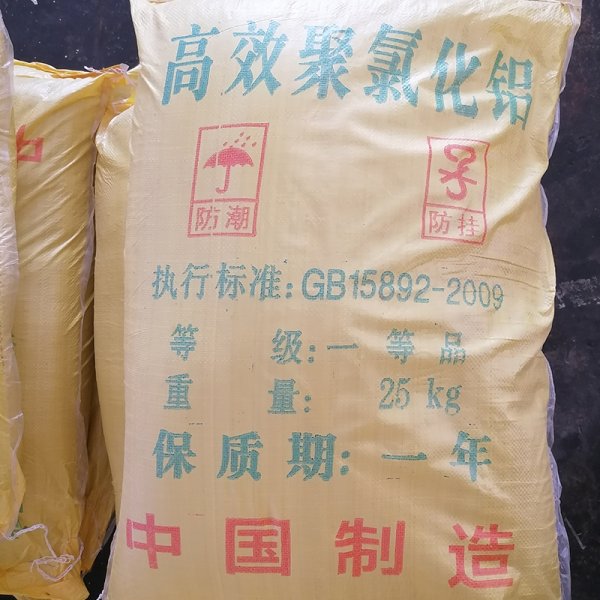 高效聚氯化铝
防潮
防挂
执行标准:GB15892-2009
等 级:一等品
重 量: 25 kg
保质期:一年
中国制造